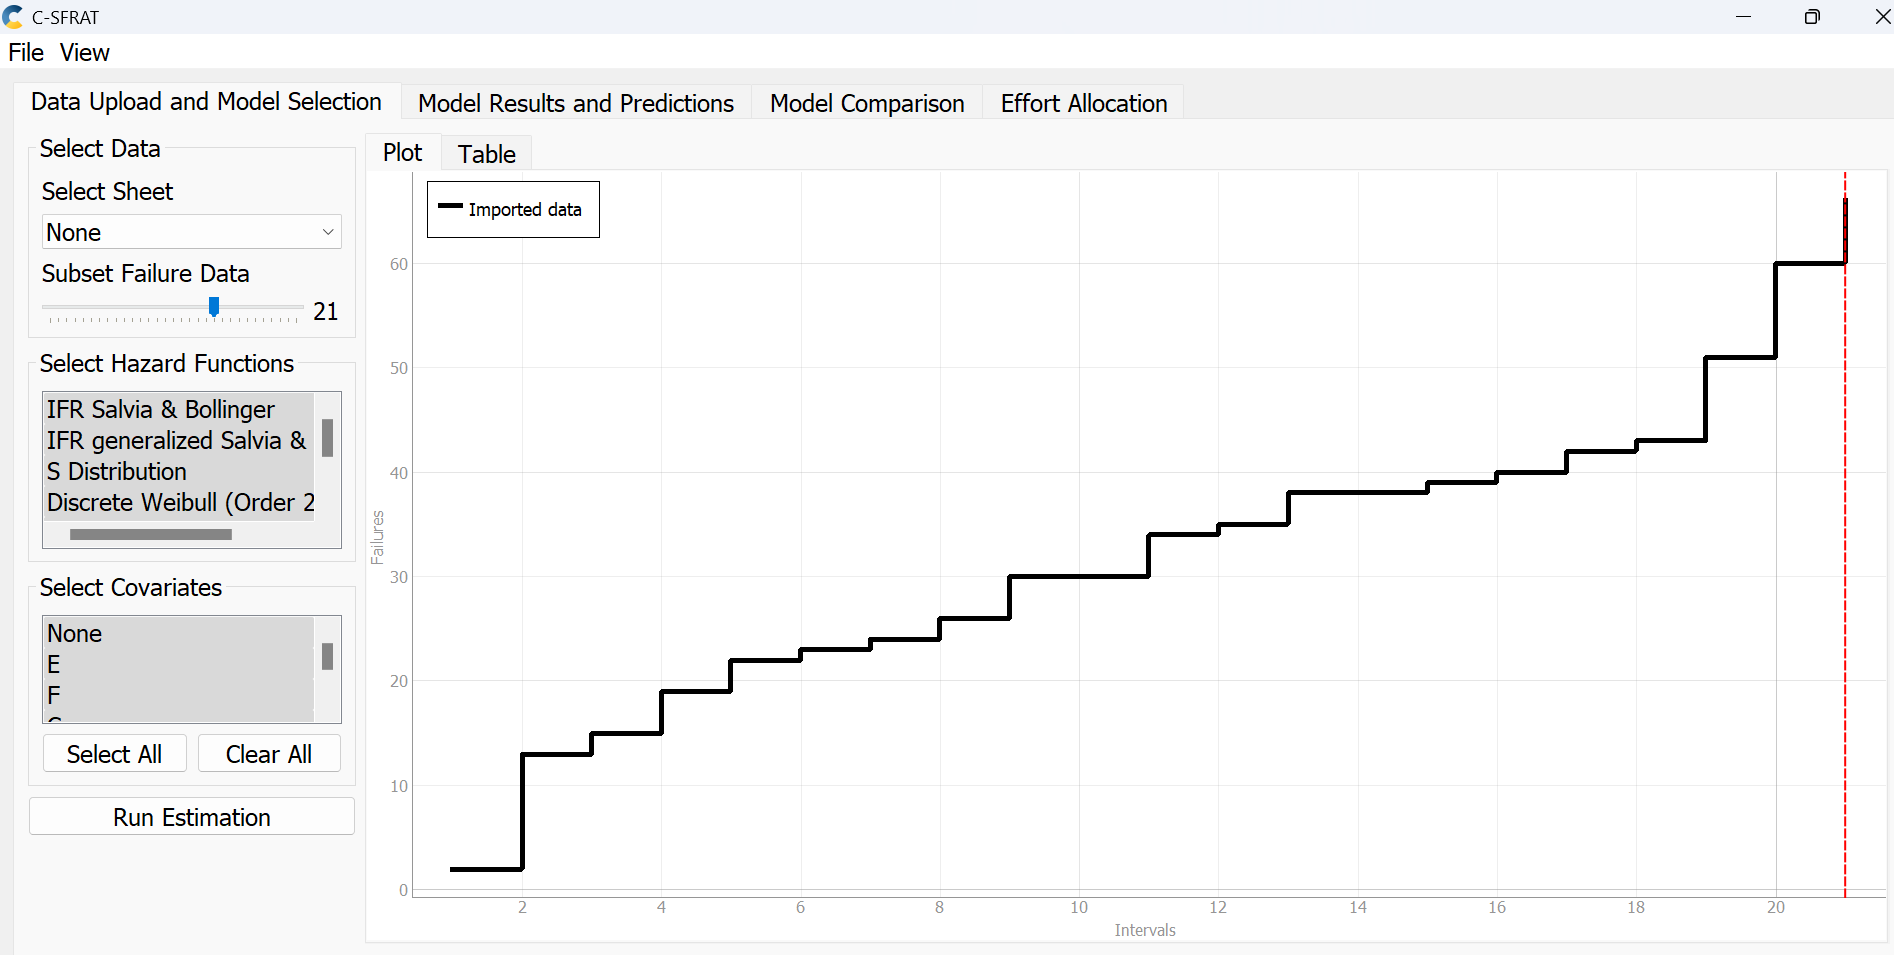 C-SFRAT
File View
Data Upload and Model Selection Model Results and Predictions Model Comparison Effort Allocation
Select Data
Select Sheet
None
Subset Failure Data
21
Select Hazard Functions
IFR Salvia & Bollinger
IFR generalized Salvia &
S Distribution
Discrete Weibull (Order 2
Select Covariates
None
E
F
Select All Clear All
Run Estimation
Plot Table
Imported data
Failures
60
50
40
30
20
10
0
2 4 6 8 10 12 14 16 18 20
Intervals